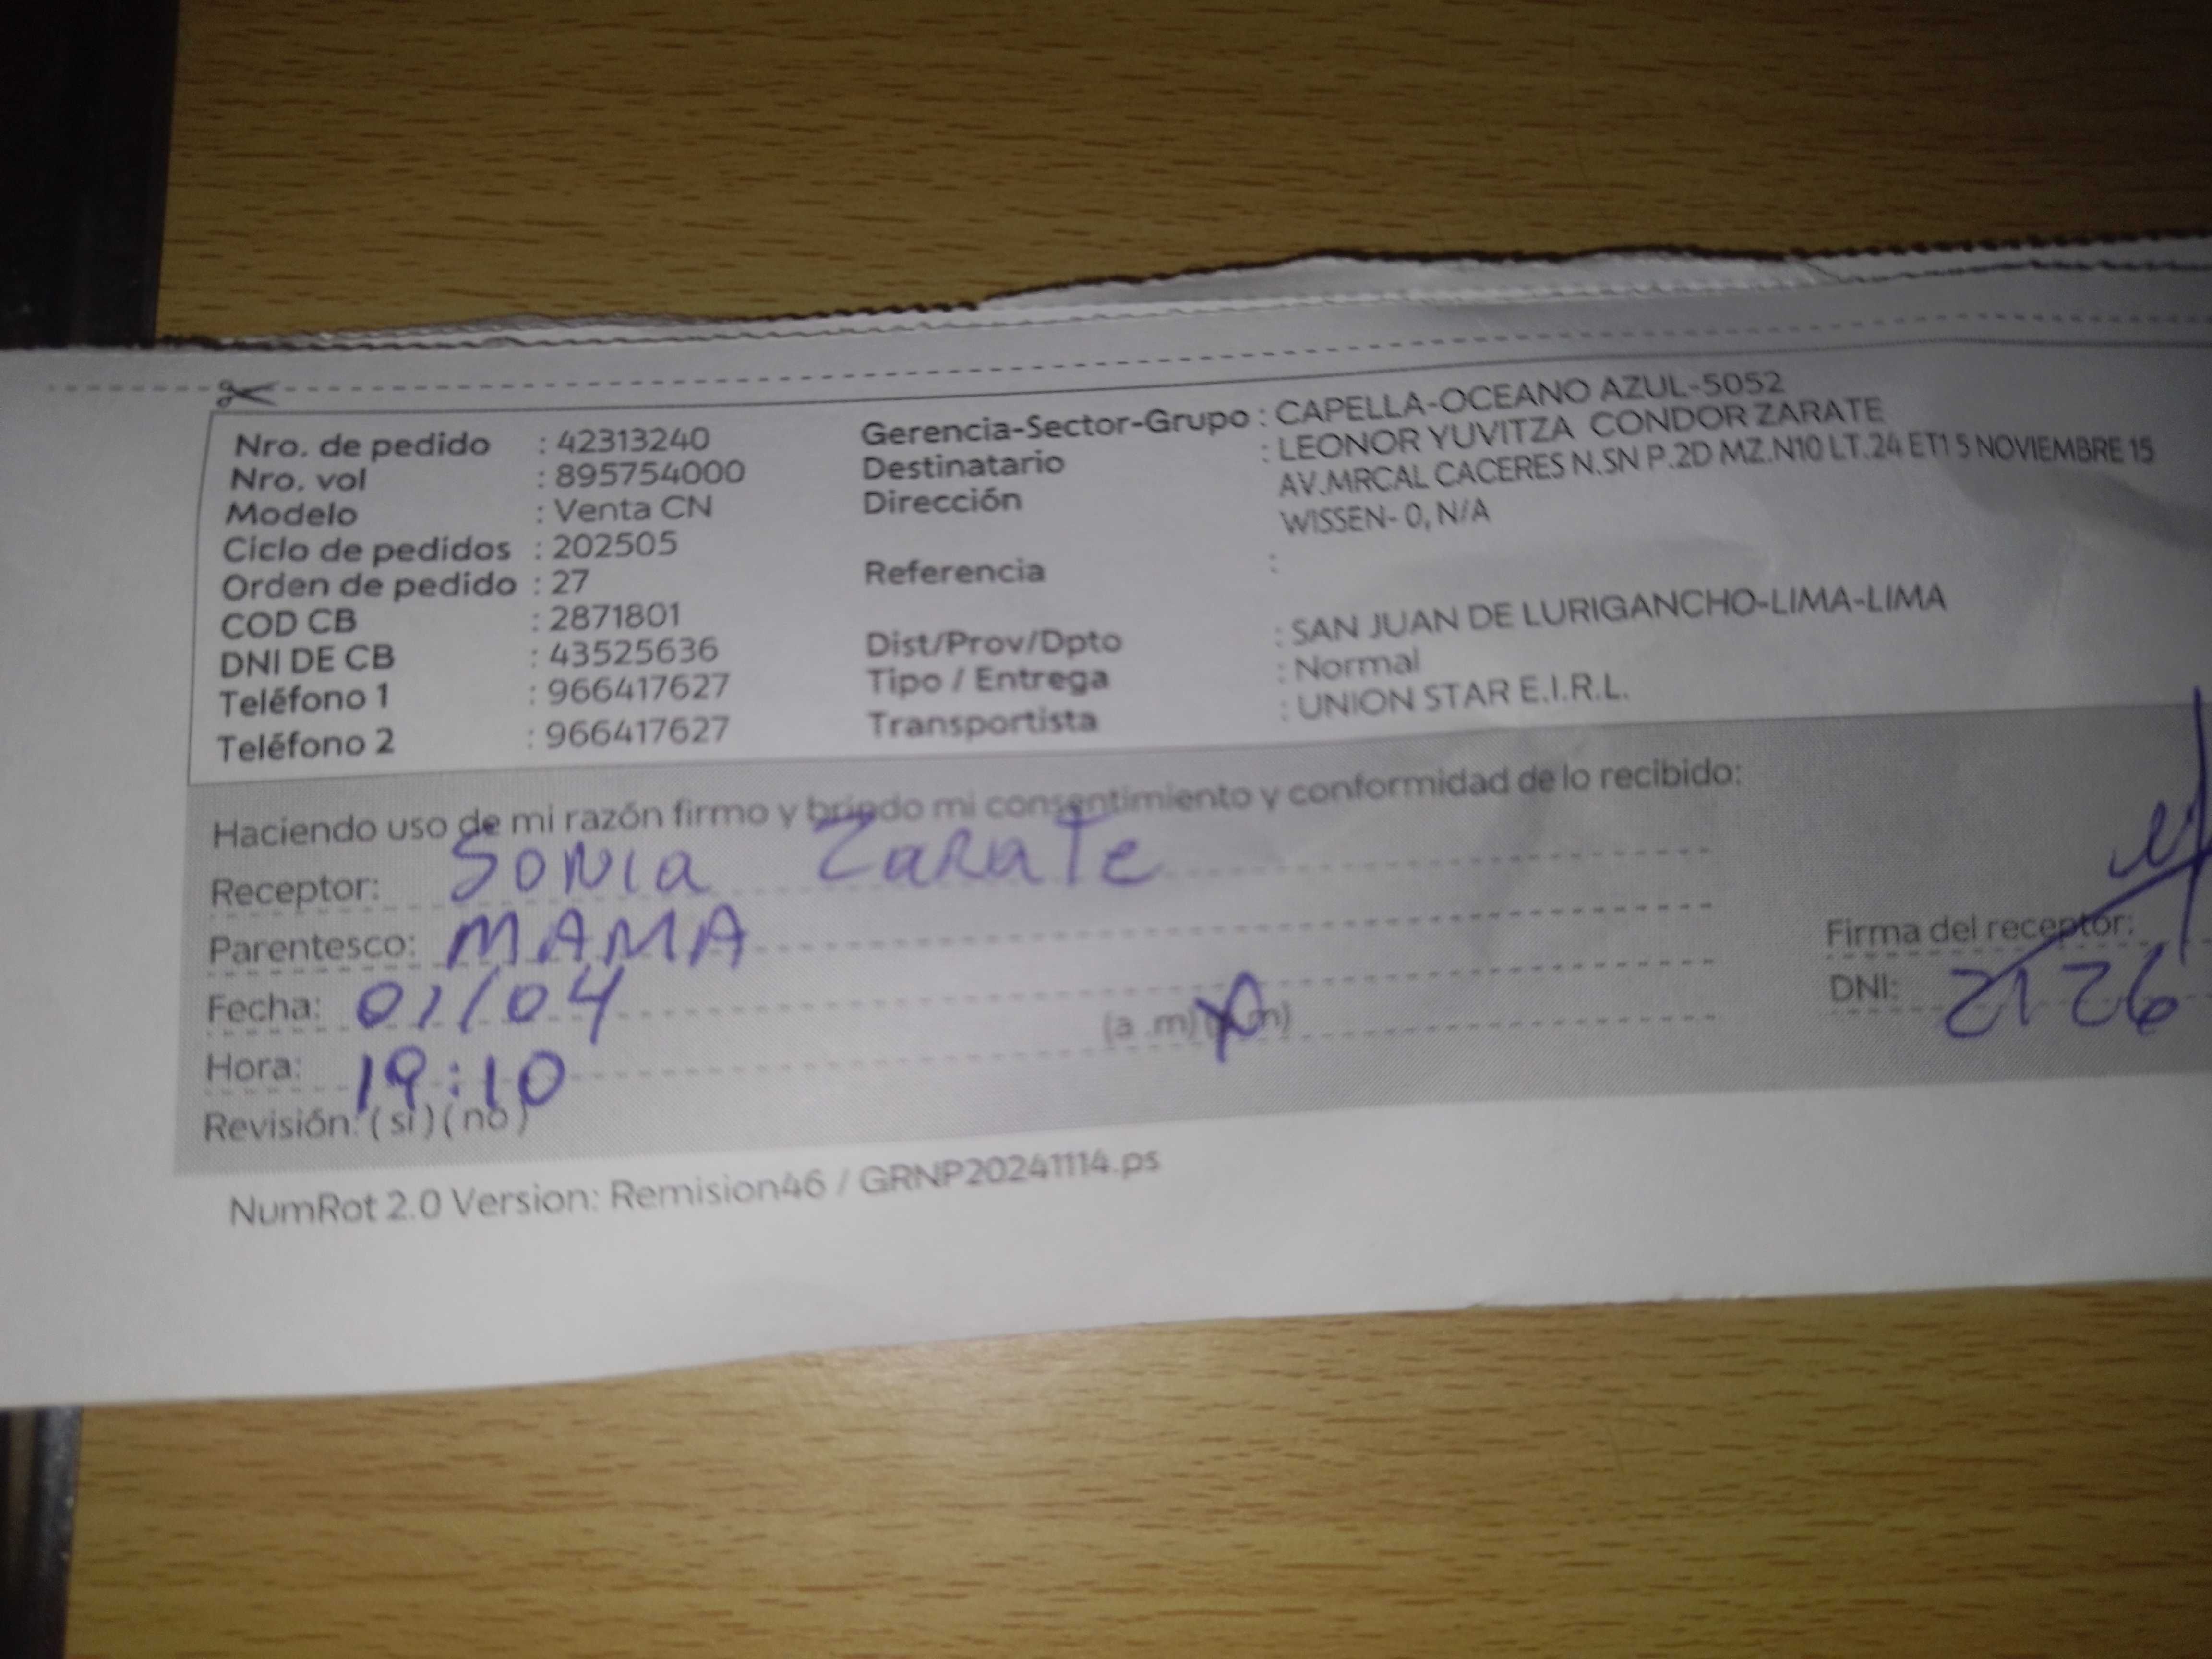 Nro. de pedido : 42313240
Nro. vol : 895754000
Modelo : Venta CN
Ciclo de pedidos : 202505
Orden de pedido : 27
COD CB : 2871801
DNI DE CB : 43525636
Teléfono 1 : 966417627
Teléfono 2 : 966417627
Gerencia-Sector-Grupo : CAPELLA-OCEANO AZUL-5052
Destinatario : LEONOR YUVITZA CONDOR ZARATE
Dirección AV.MRCAL CACERES N.SN P.2D MZ.N10 LT.24 ET1 5 NOVIEMBRE 15
WISSEN- 0, N/A
Referencia :
Dist/Prov/Dpto : SAN JUAN DE LURIGANCHO-LIMA-LIMA
Tipo / Entrega : Normal
Transportista : UNION STAR E.I.R.L.
Haciendo uso de mi razón firmo y brindo mi consentimiento y conformidad de lo recibido:
Receptor: SONIA ZaRaTe
Parentesco: MAMA
Fecha: 01/04
Hora: 19:10 (a .m)
Revisión: (si) (no)
Firma del receptor:
DNI: 2126
NumRot 2.0 Version: Remision46 / GRNP20241114.ps